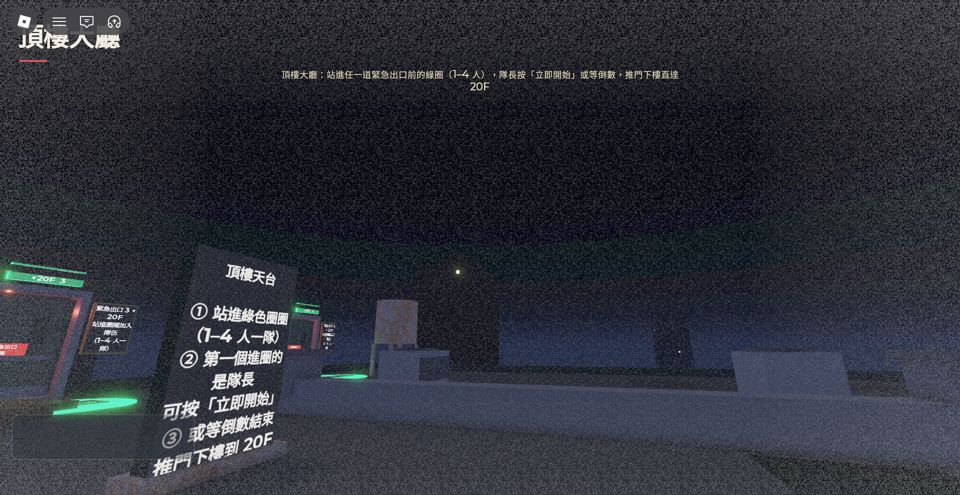 頂樓大廳
頂樓大廳：站進任一道緊急出口前的綠圈（1–4 人），隊長按「立即開始」或等倒數，推門下樓直達
20F
20F 3
緊急出口 3
20F
站進圈圈加入
隊伍
（1–4 人一
隊）
頂樓天台
① 站進綠色圈圈
（1–4 人一隊）
② 第一個進圈的
是隊長
可按「立即開始」
③ 或等倒數結束
推門下樓到 20F